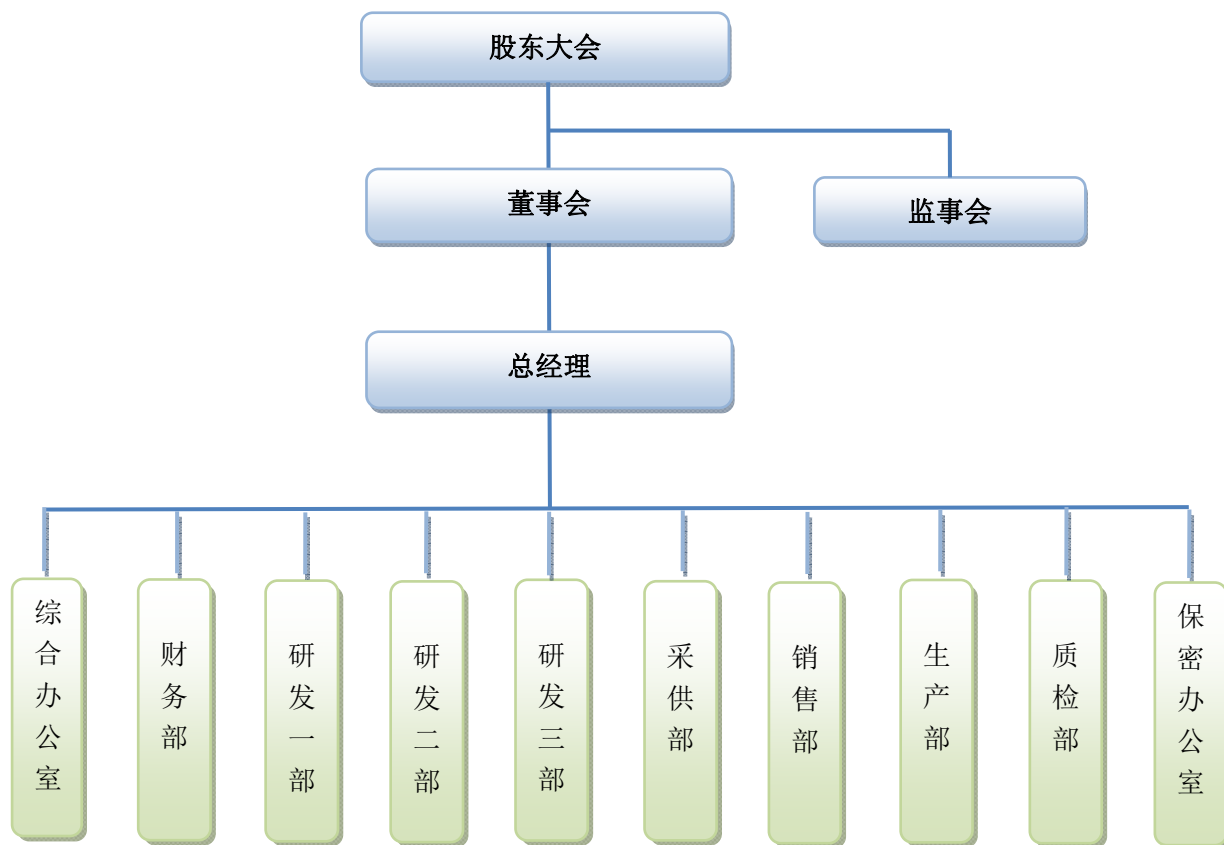 股东大会
董事会
监事会
总经理
综合办公室
财务部
研发一部
研发二部
研发三部
采供部
销售部
生产部
质检部
保密办公室